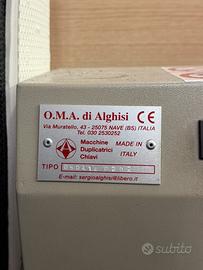 O.M.A. di Alghisi CE
Via Muratello, 43 - 25075 NAVE (BS) ITALIA
Tel. 030 2530252
Macchine
Duplicatrici
Chiavi
MADE IN
ITALY
TIPO
E-mail: sergioalghisi@libero.it
subito